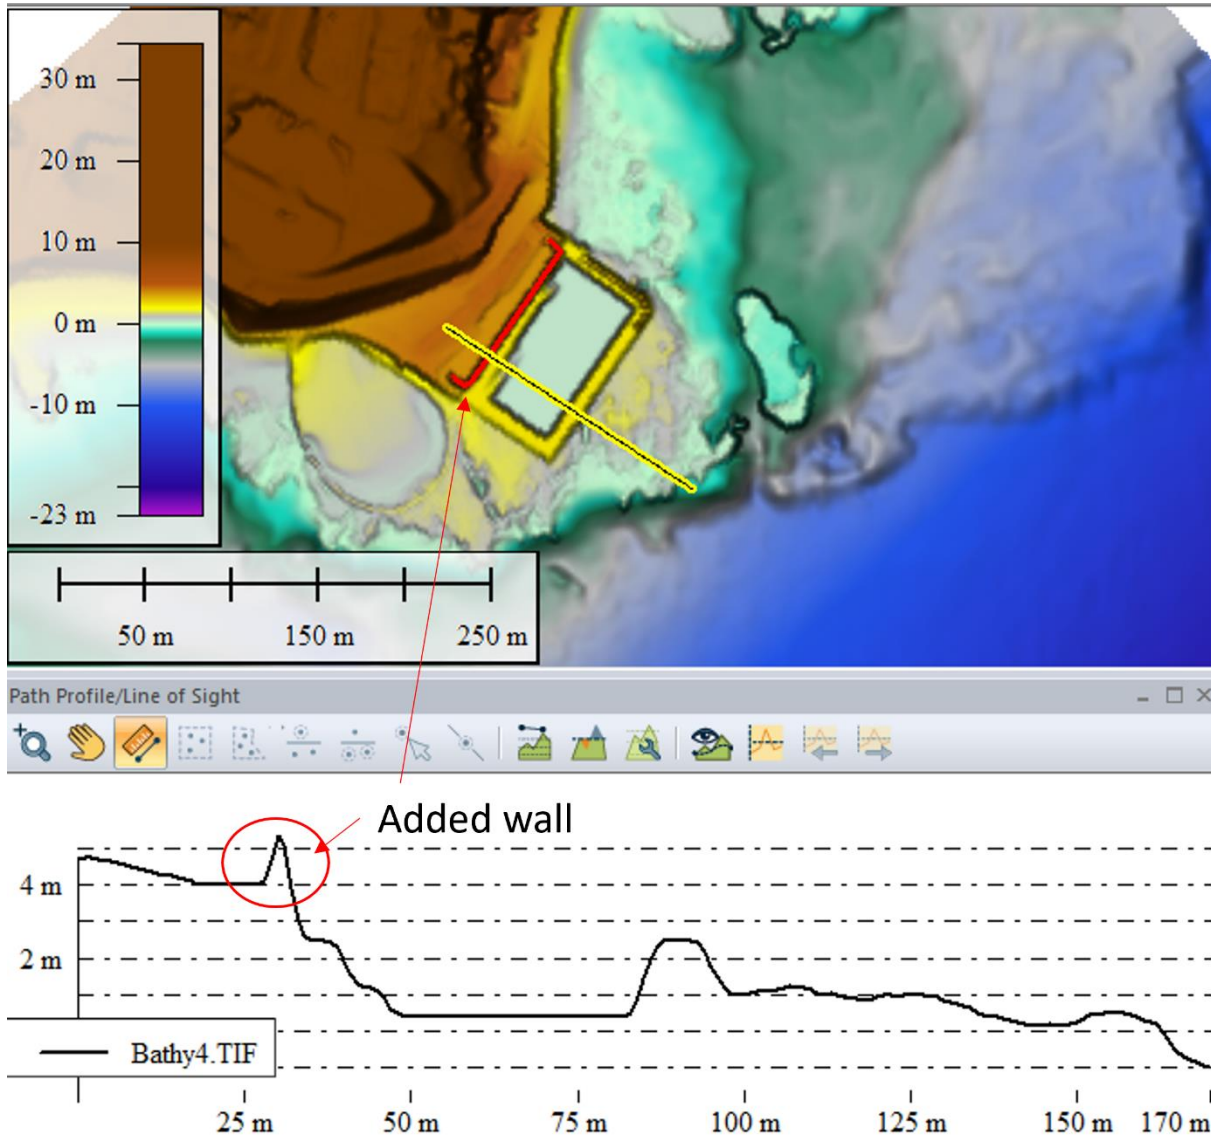 30 m
20 m
10 m
0 m
-10 m
-23 m
50 m 150 m 250 m
Path Profile/Line of Sight
Added wall
4 m
2 m
Bathy4.TIF
25 m 50 m 75 m 100 m 125 m 150 m 170 m